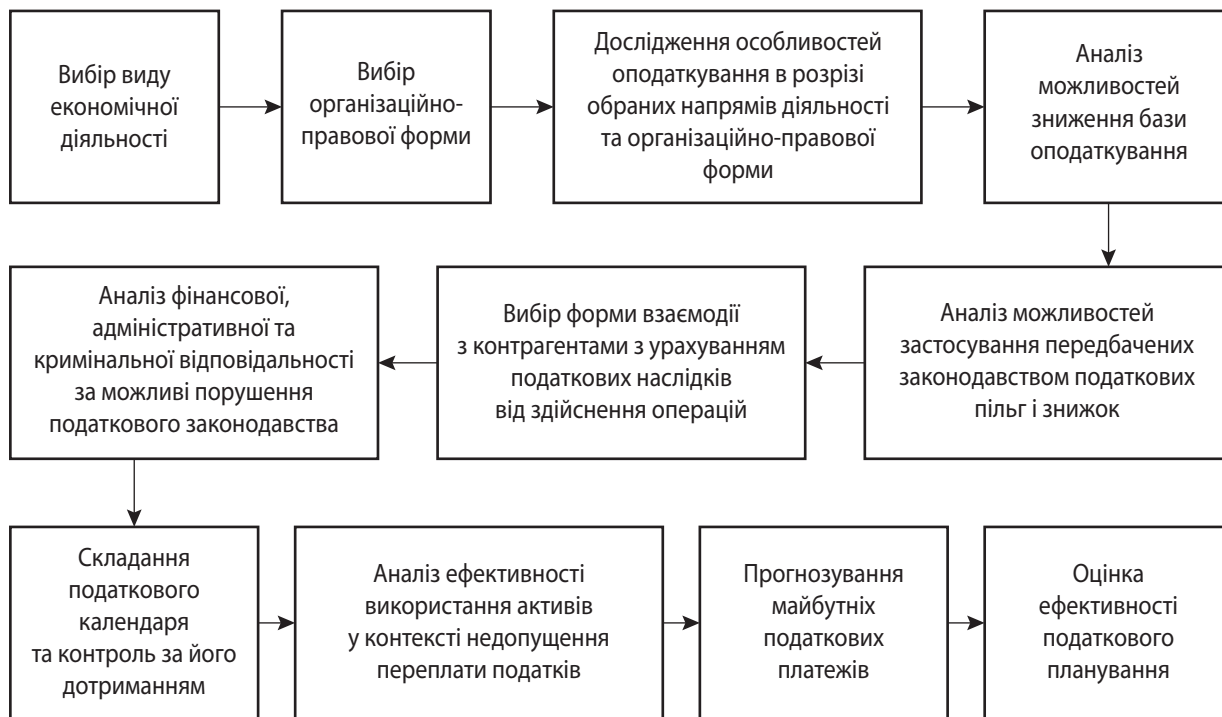 Вибір виду
економічної
діяльності
Вибір
організаційно-
правової форми
Дослідження особливостей
оподаткування в розрізі
обраних напрямів діяльності
та організаційно-правової
форми
Аналіз
можливостей
зниження бази
оподаткування
Аналіз можливостей
застосування передбачених
законодавством податкових
пільг і знижок
Вибір форми взаємодії
з контрагентами з урахуванням
податкових наслідків
від здійснення операцій
Аналіз фінансової,
адміністративної та
кримінальної відповідальності
за можливі порушення
податкового законодавства
Складання
податкового
календаря
та контроль за його
дотриманням
Аналіз ефективності
використання активів
у контексті недопущення
переплати податків
Прогнозування
майбутніх
податкових
платежів
Оцінка
ефективності
податкового
планування